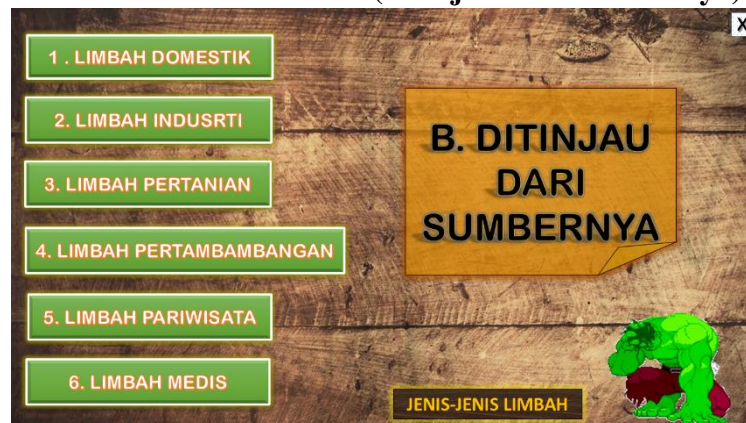 1 . LIMBAH DOMESTIK
2. LIMBAH INDUSRTI
3. LIMBAH PERTANIAN
4. LIMBAH PERTAMBAMBANGAN
5. LIMBAH PARIWISATA
6. LIMBAH MEDIS
B. DITINJAU
DARI
SUMBERNYA
JENIS-JENIS LIMBAH
X